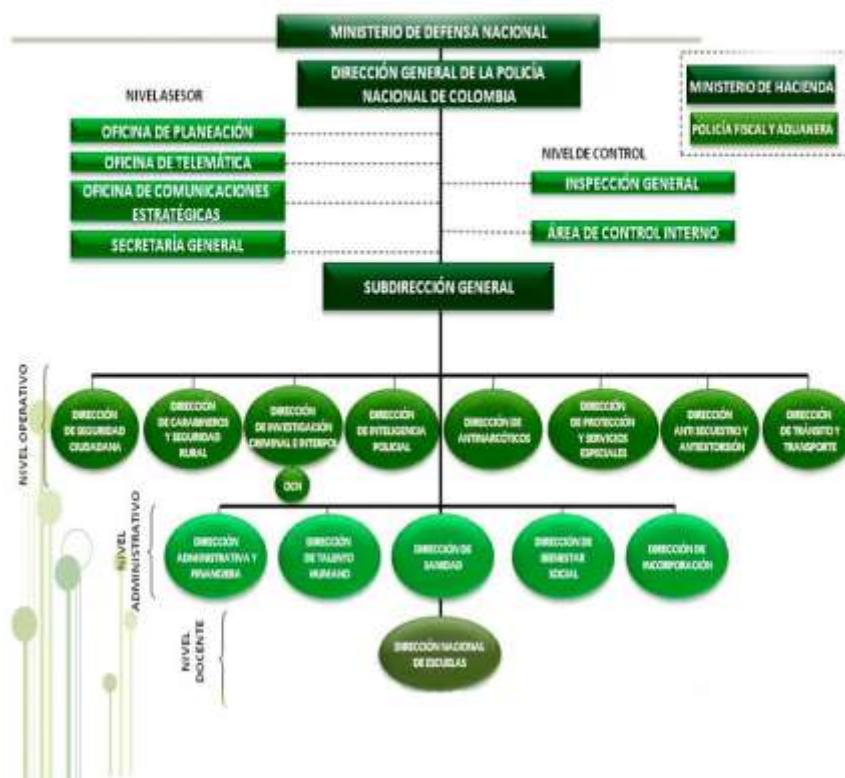 MINISTERIO DE DEFENSA NACIONAL
DIRECCIÓN GENERAL DE LA POLICÍA
NACIONAL DE COLOMBIA
MINISTERIO DE HACIENDA
POLICÍA FISCAL Y ADUANERA
NIVEL ASESOR
OFICINA DE PLANEACIÓN
OFICINA DE TELEMÁTICA
OFICINA DE COMUNICACIONES
ESTRATÉGICAS
SECRETARÍA GENERAL
NIVEL DE CONTROL
INSPECCIÓN GENERAL
ÁREA DE CONTROL INTERNO
SUBDIRECCIÓN GENERAL
NIVEL OPERATIVO
DIRECCIÓN
DE SEGURIDAD
CIUDADANA
DIRECCIÓN
DE CARABINEROS
Y SEGURIDAD
RURAL
DIRECCIÓN
DE INVESTIGACIÓN
CRIMINAL E INTERPOL
OCN
DIRECCIÓN
DE INTELIGENCIA
POLICIAL
DIRECCIÓN DE
ANTINARCÓTICOS
DIRECCIÓN
DE PROTECCIÓN
Y SERVICIOS
ESPECIALES
DIRECCIÓN
ANTISECUESTRO Y
ANTIEXTORSIÓN
DIRECCIÓN
DE TRÁNSITO Y
TRANSPORTE
NIVEL
ADMINISTRATIVO
DIRECCIÓN
ADMINISTRATIVA Y
FINANCIERA
DIRECCIÓN
DE TALENTO
HUMANO
DIRECCIÓN DE
SANIDAD
DIRECCIÓN DE
BIENESTAR
SOCIAL
DIRECCIÓN DE
INCORPORACIÓN
NIVEL
DOCENTE
DIRECCIÓN NACIONAL
DE ESCUELAS